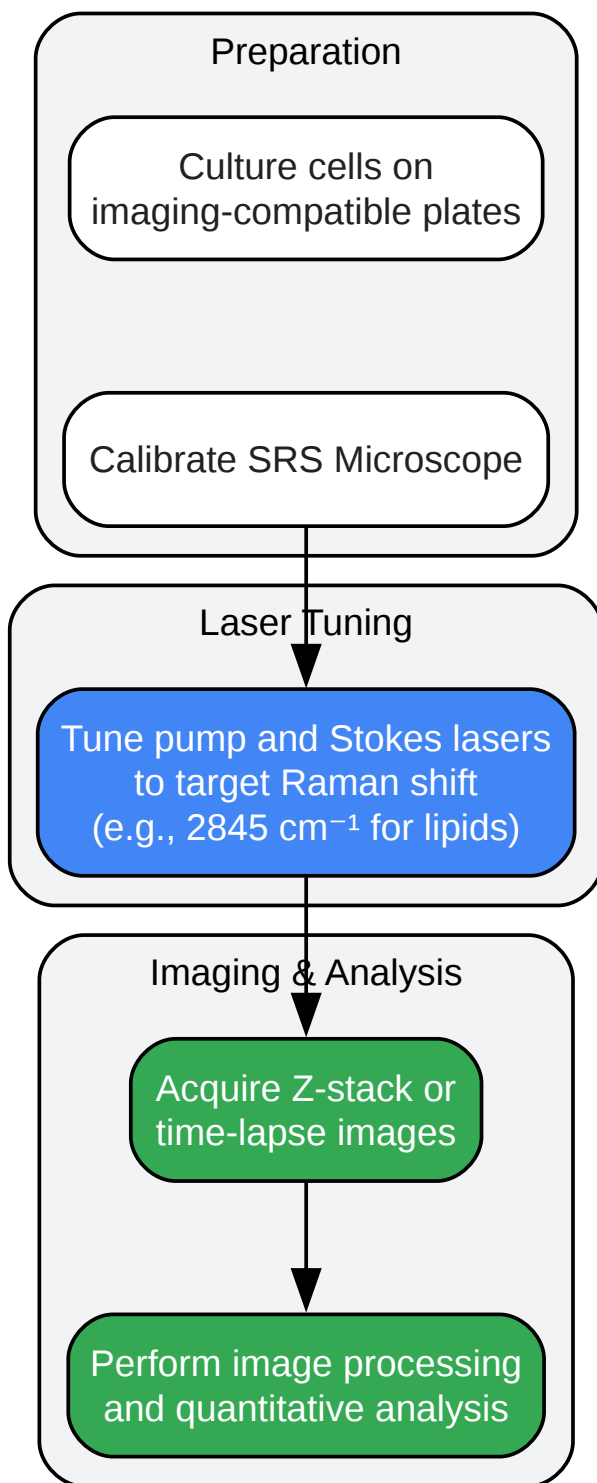 Preparation
Culture cells on
imaging-compatible plates
Calibrate SRS Microscope
Laser Tuning
Tune pump and Stokes lasers
to target Raman shift
(e.g., 2845 cm⁻¹ for lipids)
Imaging & Analysis
Acquire Z-stack or
time-lapse images
Perform image processing
and quantitative analysis